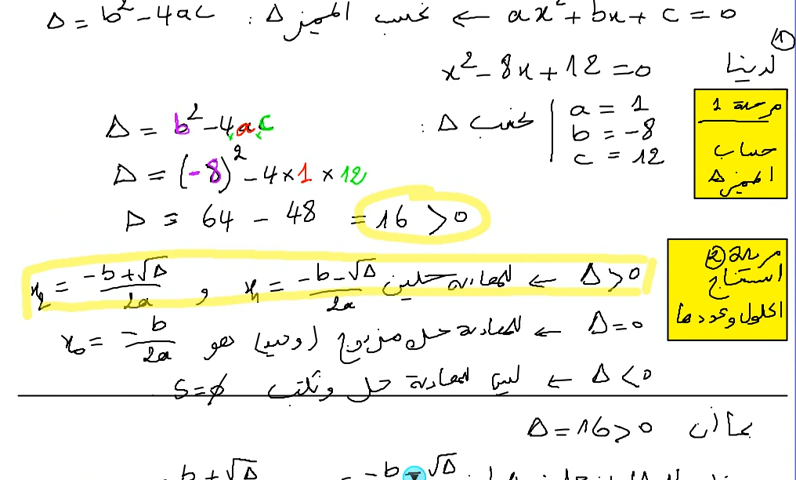 ax²+bx+c=0 ← نحسب المميز Δ : Δ=b²-4ac
①
لدينا x²-8x+12=0
مرحلة 1
حساب
المميز Δ
a=1
b=-8
c=12
نحسب Δ :
Δ=b²-4ac
Δ=(-8)²-4×1×12
Δ=64-48=16>0
مرحلة ②
استنتاج
الحلول وعددها
Δ>0 ← للمعادلة حلين x₁=(-b-√Δ)/2a و x₂=(-b+√Δ)/2a
Δ=0 ← للمعادلة حل مزدوج (وحيد) هو x₀=-b/2a
Δ<0 ← ليس للمعادلة حل ونكتب S=∅
بما أن Δ=16>0
-b-√Δ
-b+√Δ